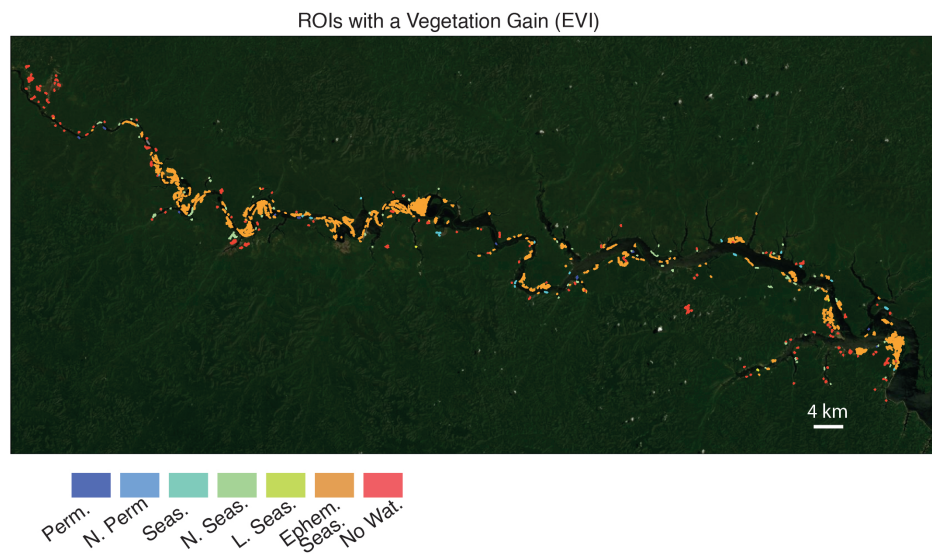 ROIs with a Vegetation Gain (EVI)
4 km
Perm.
N. Perm
Seas.
N. Seas.
L. Seas.
Ephem.
Seas.
No Wat.